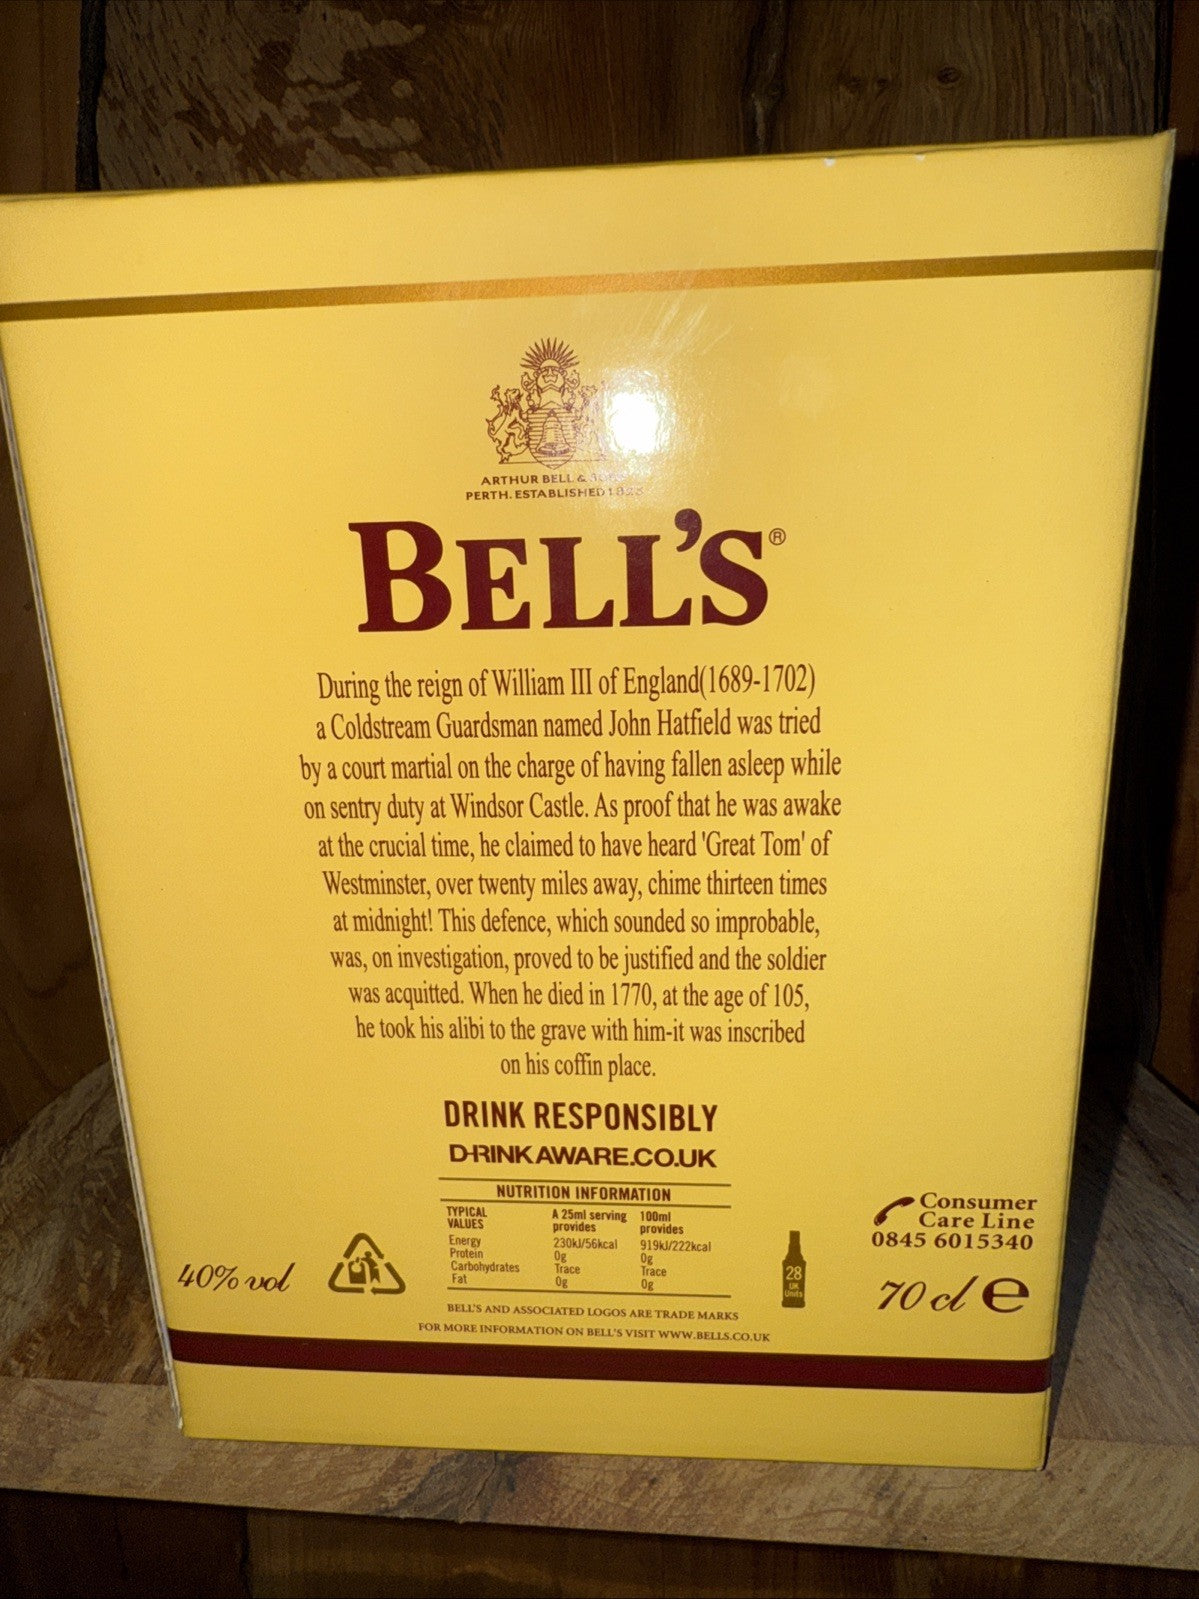 ARTHUR BELL &
PERTH. ESTABLISHED 1825
BELL'S®
During the reign of William III of England(1689-1702)
a Coldstream Guardsman named John Hatfield was tried
by a court martial on the charge of having fallen asleep while
on sentry duty at Windsor Castle. As proof that he was awake
at the crucial time, he claimed to have heard 'Great Tom' of
Westminster, over twenty miles away, chime thirteen times
at midnight! This defence, which sounded so improbable,
was, on investigation, proved to be justified and the soldier
was acquitted. When he died in 1770, at the age of 105,
he took his alibi to the grave with him-it was inscribed
on his coffin place.
DRINK RESPONSIBLY
DRINKAWARE.CO.UK
NUTRITION INFORMATION
TYPICAL VALUES A 25ml serving provides 100ml provides
Energy 230kJ/56kcal 919kJ/222kcal
Protein 0g 0g
Carbohydrates Trace Trace
Fat 0g 0g
40% vol
28
UK
Units
Consumer
Care Line
0845 6015340
70 cl e
BELL'S AND ASSOCIATED LOGOS ARE TRADE MARKS
FOR MORE INFORMATION ON BELL'S VISIT WWW.BELLS.CO.UK